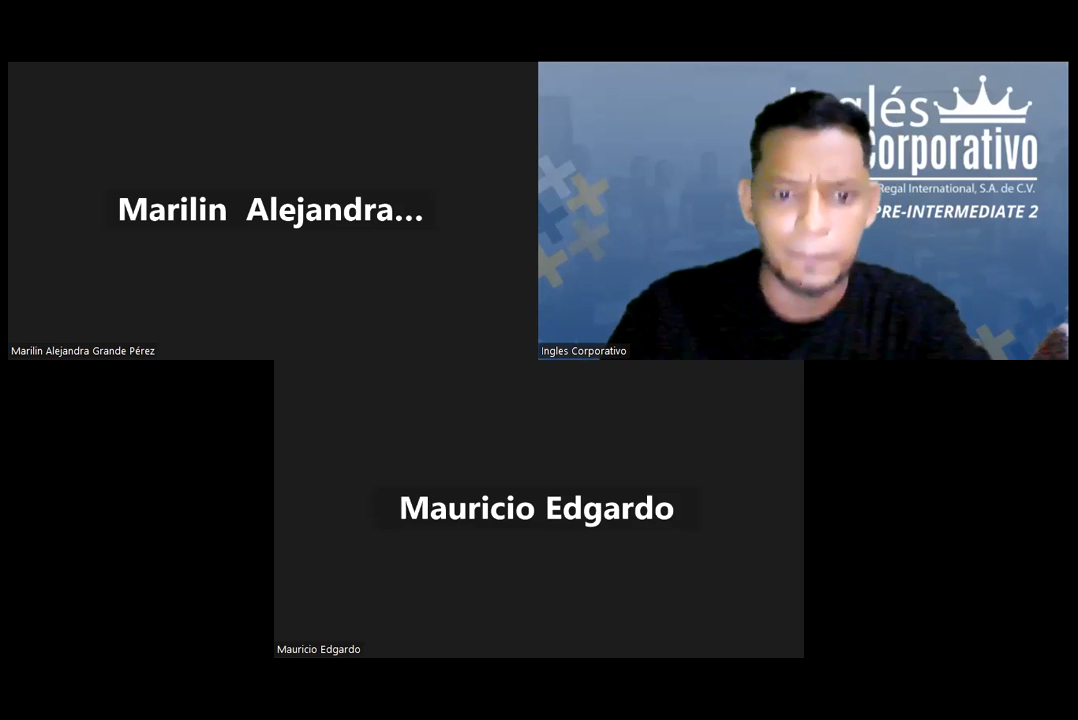 Marilin Alejandra...
Marilin Alejandra Grande Pérez
Inglés
Corporativo
Regal International, S.A. de C.V.
PRE-INTERMEDIATE 2
Ingles Corporativo
Mauricio Edgardo
Mauricio Edgardo